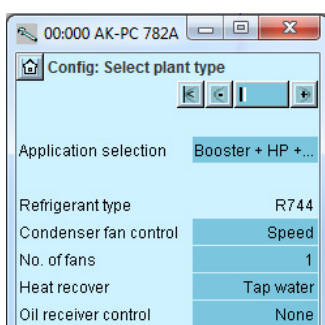 00:000 AK-PC 782A
Config: Select plant type
Application selection Booster + HP +...
Refrigerant type R744
Condenser fan control Speed
No. of fans 1
Heat recover Tap water
Oil receiver control None